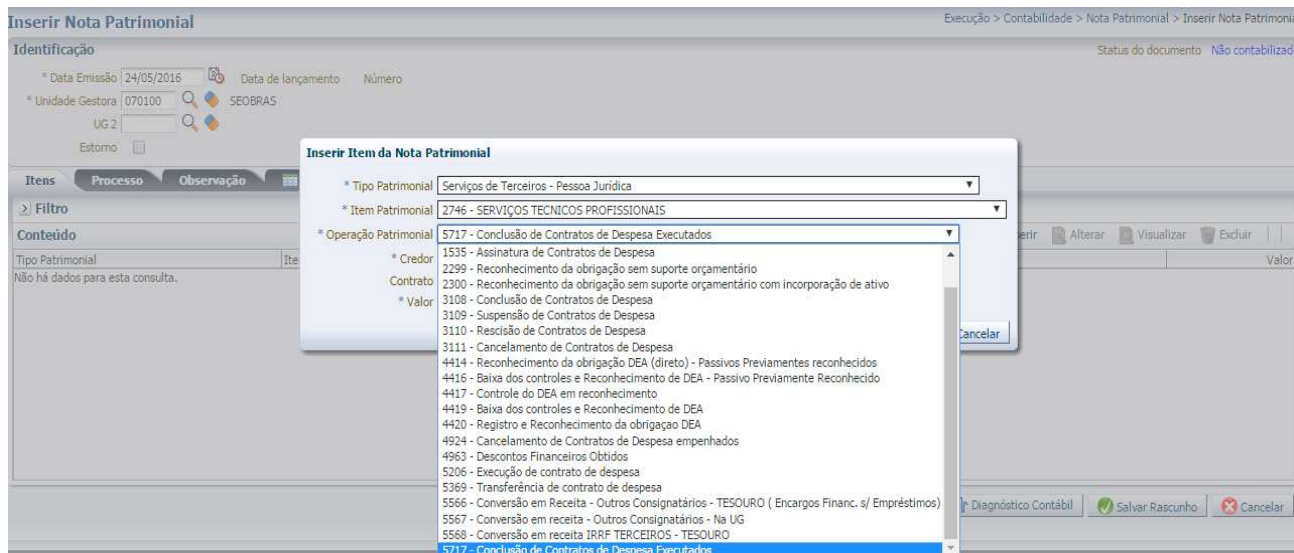 Inserir Nota Patrimonial
Execução > Contabilidade > Nota Patrimonial > Inserir Nota Patrimonia
Identificação
Status do documento Não contabilizad
* Data Emissão 24/05/2016 Data de lançamento Número
* Unidade Gestora 070100 SEOBRAS
UG 2
Estorno
Itens Processo Observação
> Filtro
Conteúdo
erir Alterar Visualizar Excluir
Tipo Patrimonial Ite Valor
Não há dados para esta consulta.
Inserir Item da Nota Patrimonial
* Tipo Patrimonial Serviços de Terceiros - Pessoa Jurídica
* Item Patrimonial 2746 - SERVIÇOS TECNICOS PROFISSIONAIS
* Operação Patrimonial 5717 - Conclusão de Contratos de Despesa Executados
* Credor
Contrato
* Valor
1535 - Assinatura de Contratos de Despesa
2299 - Reconhecimento da obrigação sem suporte orçamentário
2300 - Reconhecimento da obrigação sem suporte orçamentário com incorporação de ativo
3108 - Conclusão de Contratos de Despesa
3109 - Suspensão de Contratos de Despesa
3110 - Rescisão de Contratos de Despesa
3111 - Cancelamento de Contratos de Despesa
4414 - Reconhecimento da obrigação DEA (direto) - Passivos Previamentes reconhecidos
4416 - Baixa dos controles e Reconhecimento de DEA - Passivo Previamente Reconhecido
4417 - Controle do DEA em reconhecimento
4419 - Baixa dos controles e Reconhecimento de DEA
4420 - Registro e Reconhecimento da obrigaçao DEA
4924 - Cancelamento de Contratos de Despesa empenhados
4963 - Descontos Financeiros Obtidos
5206 - Execução de contrato de despesa
5369 - Transferência de contrato de despesa
5566 - Conversão em Receita - Outros Consignatários - TESOURO ( Encargos Financ. s/ Empréstimos)
5567 - Conversão em receita - Outros Consignatários - Na UG
5568 - Conversão em receita IRRF TERCEIROS - TESOURO
5717 - Conclusão de Contratos de Despesa Executados
Cancelar
Diagnóstico Contábil Salvar Rascunho Cancelar